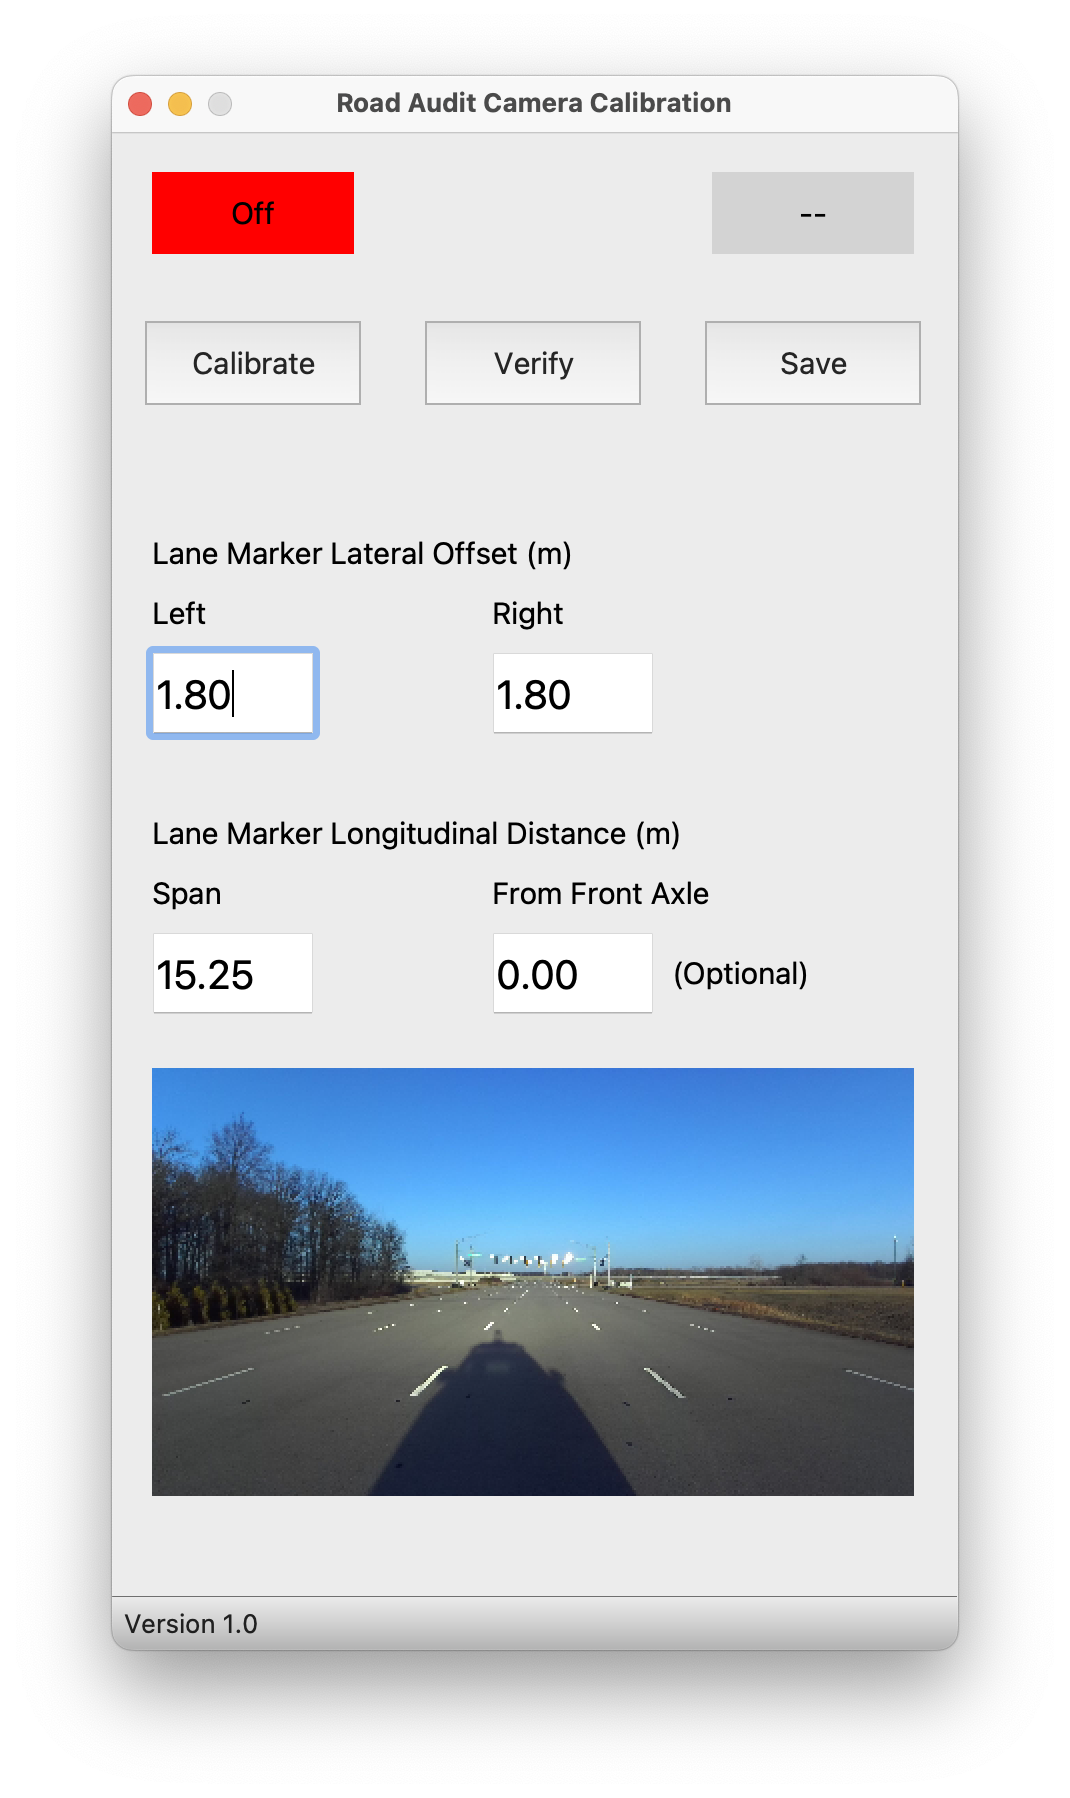 Road Audit Camera Calibration
Off
--
Calibrate
Verify
Save
Lane Marker Lateral Offset (m)
Left
Right
1.80
1.80
Lane Marker Longitudinal Distance (m)
Span
From Front Axle
15.25
0.00
(Optional)
Version 1.0